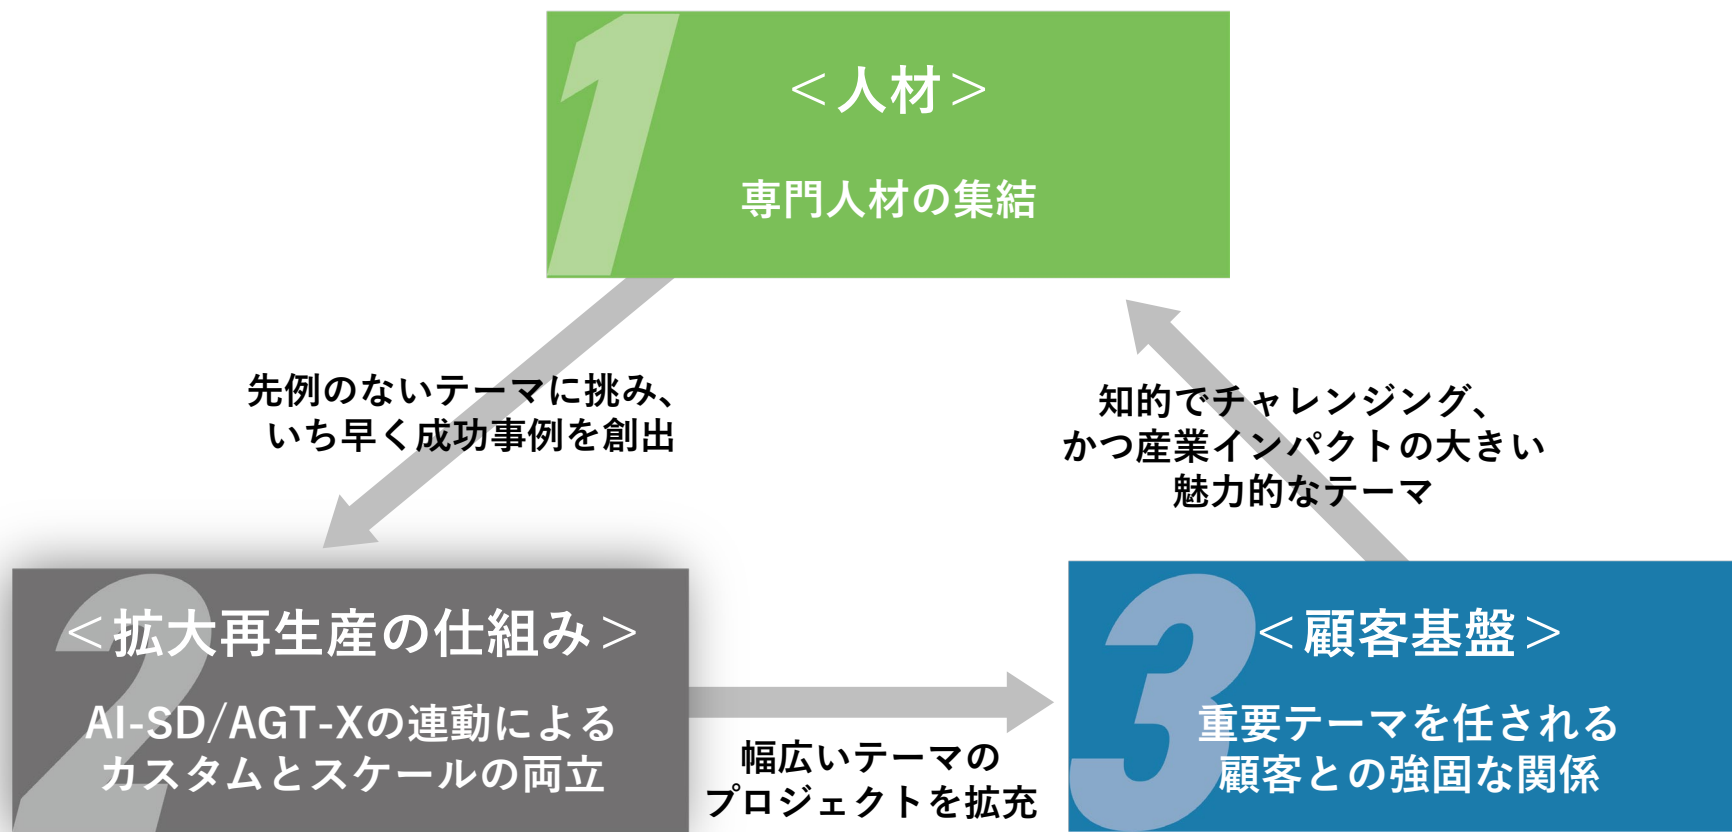 1
＜人材＞
専門人材の集結
先例のないテーマに挑み、
いち早く成功事例を創出
知的でチャレンジング、
かつ産業インパクトの大きい
魅力的なテーマ
2
＜拡大再生産の仕組み＞
AI-SD/AGT-Xの連動による
カスタムとスケールの両立
幅広いテーマの
プロジェクトを拡充
3
＜顧客基盤＞
重要テーマを任される
顧客との強固な関係